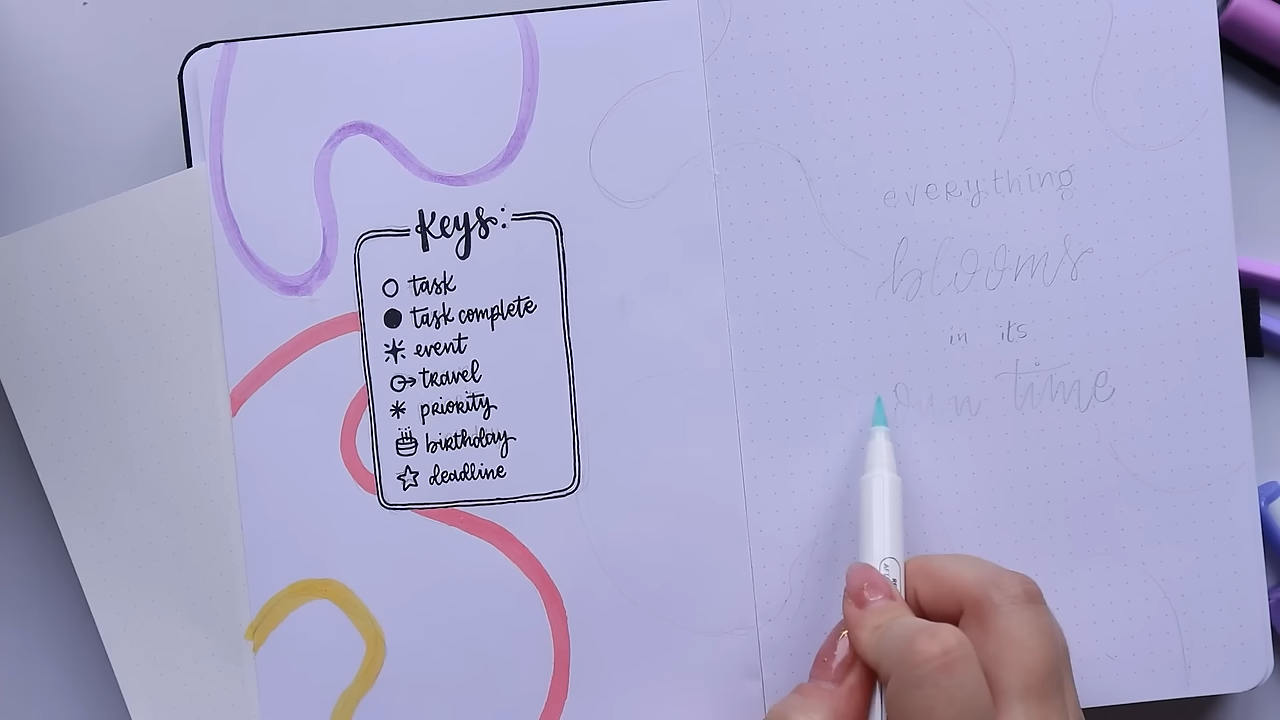 Keys:
task
task complete
event
travel
priority
birthday
deadline
everything
blooms
in its
own time